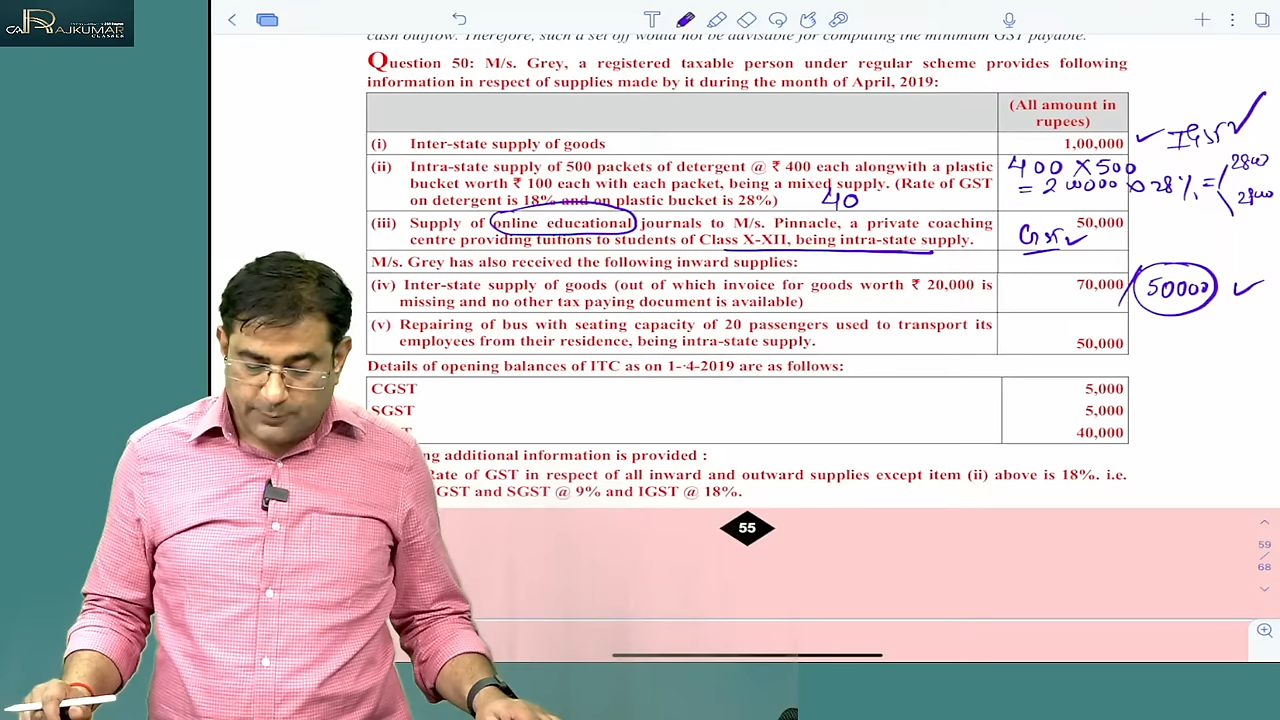 CA RAJKUMAR
CLASSES
cash outflow. Therefore, such a set off would not be advisable for computing the minimum GST payable.
Question 50: M/s. Grey, a registered taxable person under regular scheme provides following
information in respect of supplies made by it during the month of April, 2019:
(All amount in
rupees)
(i) Inter-state supply of goods 1,00,000 IGST
(ii) Intra-state supply of 500 packets of detergent @ ₹ 400 each alongwith a plastic 400 X 500
bucket worth ₹ 100 each with each packet, being a mixed supply. (Rate of GST = 200000 X 28% =
on detergent is 18% and on plastic bucket is 28%) 40
28000
28000
(iii) Supply of online educational journals to M/s. Pinnacle, a private coaching 50,000
centre providing tuitions to students of Class X-XII, being intra-state supply.
M/s. Grey has also received the following inward supplies:
(iv) Inter-state supply of goods (out of which invoice for goods worth ₹ 20,000 is 70,000 50000
missing and no other tax paying document is available)
(v) Repairing of bus with seating capacity of 20 passengers used to transport its
employees from their residence, being intra-state supply. 50,000
Details of opening balances of ITC as on 1-4-2019 are as follows:
CGST 5,000
SGST 5,000
T 40,000
ng additional information is provided :
Rate of GST in respect of all inward and outward supplies except item (ii) above is 18%. i.e.
GST and SGST @ 9% and IGST @ 18%.
55
59
/
68